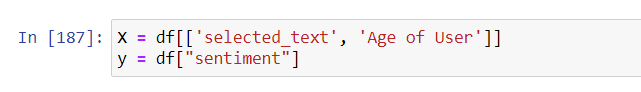 In [187]: X = df[['selected_text', 'Age of User']]
y = df["sentiment"]